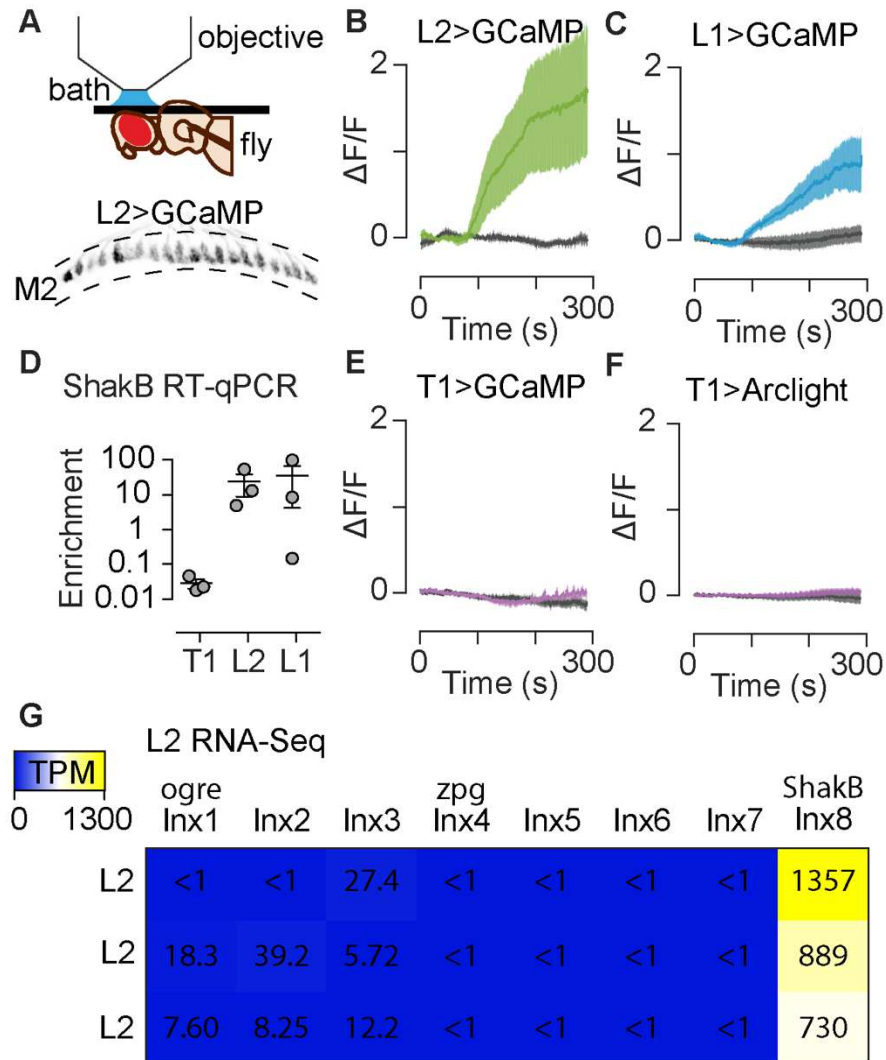 A
objective
bath
fly
L2>GCaMP
M2
B
L2>GCaMP
2
ΔF/F
0
0 300
Time (s)
C
L1>GCaMP
2
ΔF/F
0
0 300
Time (s)
D
ShakB RT-qPCR
Enrichment
100
10
1
0.1
0.01
T1 L2 L1
E
T1>GCaMP
2
ΔF/F
0
0 300
Time (s)
F
T1>Arclight
2
ΔF/F
0
0 300
Time (s)
G
L2 RNA-Seq
TPM
0 1300
ogre zpg ShakB
Inx1 Inx2 Inx3 Inx4 Inx5 Inx6 Inx7 Inx8
L2 <1 <1 27.4 <1 <1 <1 <1 1357
L2 18.3 39.2 5.72 <1 <1 <1 <1 889
L2 7.60 8.25 12.2 <1 <1 <1 <1 730